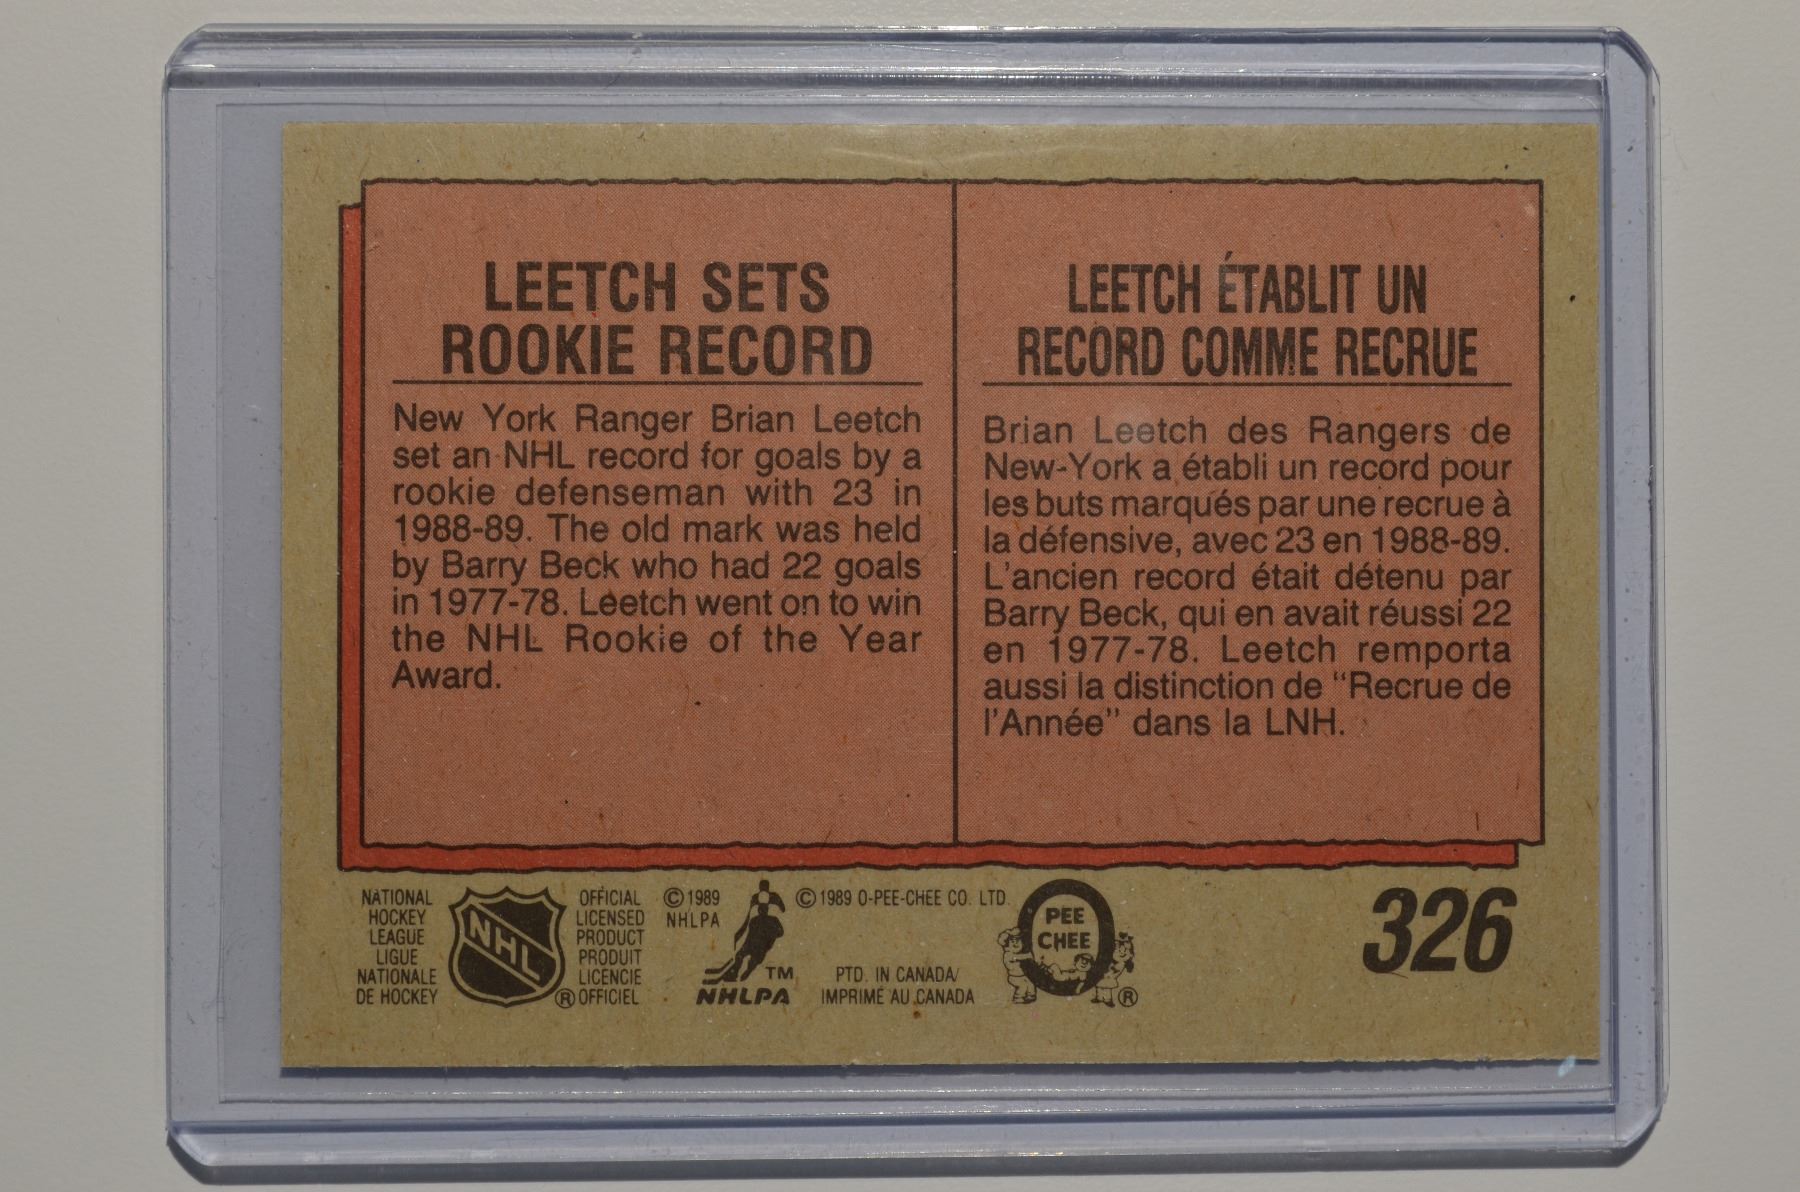 LEETCH SETS
ROOKIE RECORD
New York Ranger Brian Leetch
set an NHL record for goals by a
rookie defenseman with 23 in
1988-89. The old mark was held
by Barry Beck who had 22 goals
in 1977-78. Leetch went on to win
the NHL Rookie of the Year
Award.
LEETCH ÉTABLIT UN
RECORD COMME RECRUE
Brian Leetch des Rangers de
New-York a établi un record pour
les buts marqués par une recrue à
la défensive, avec 23 en 1988-89.
L'ancien record était détenu par
Barry Beck, qui en avait réussi 22
en 1977-78. Leetch remporta
aussi la distinction de "Recrue de
l'Année" dans la LNH.
NATIONAL
HOCKEY
LEAGUE
LIGUE
NATIONALE
DE HOCKEY
NHL
®
OFFICIAL
LICENSED
PRODUCT
PRODUIT
LICENCIE
OFFICIEL
© 1989
NHLPA
TM
NHLPA
© 1989 O-PEE-CHEE CO. LTD.
PTD. IN CANADA/
IMPRIMÉ AU CANADA
O
PEE
CHEE
®
326